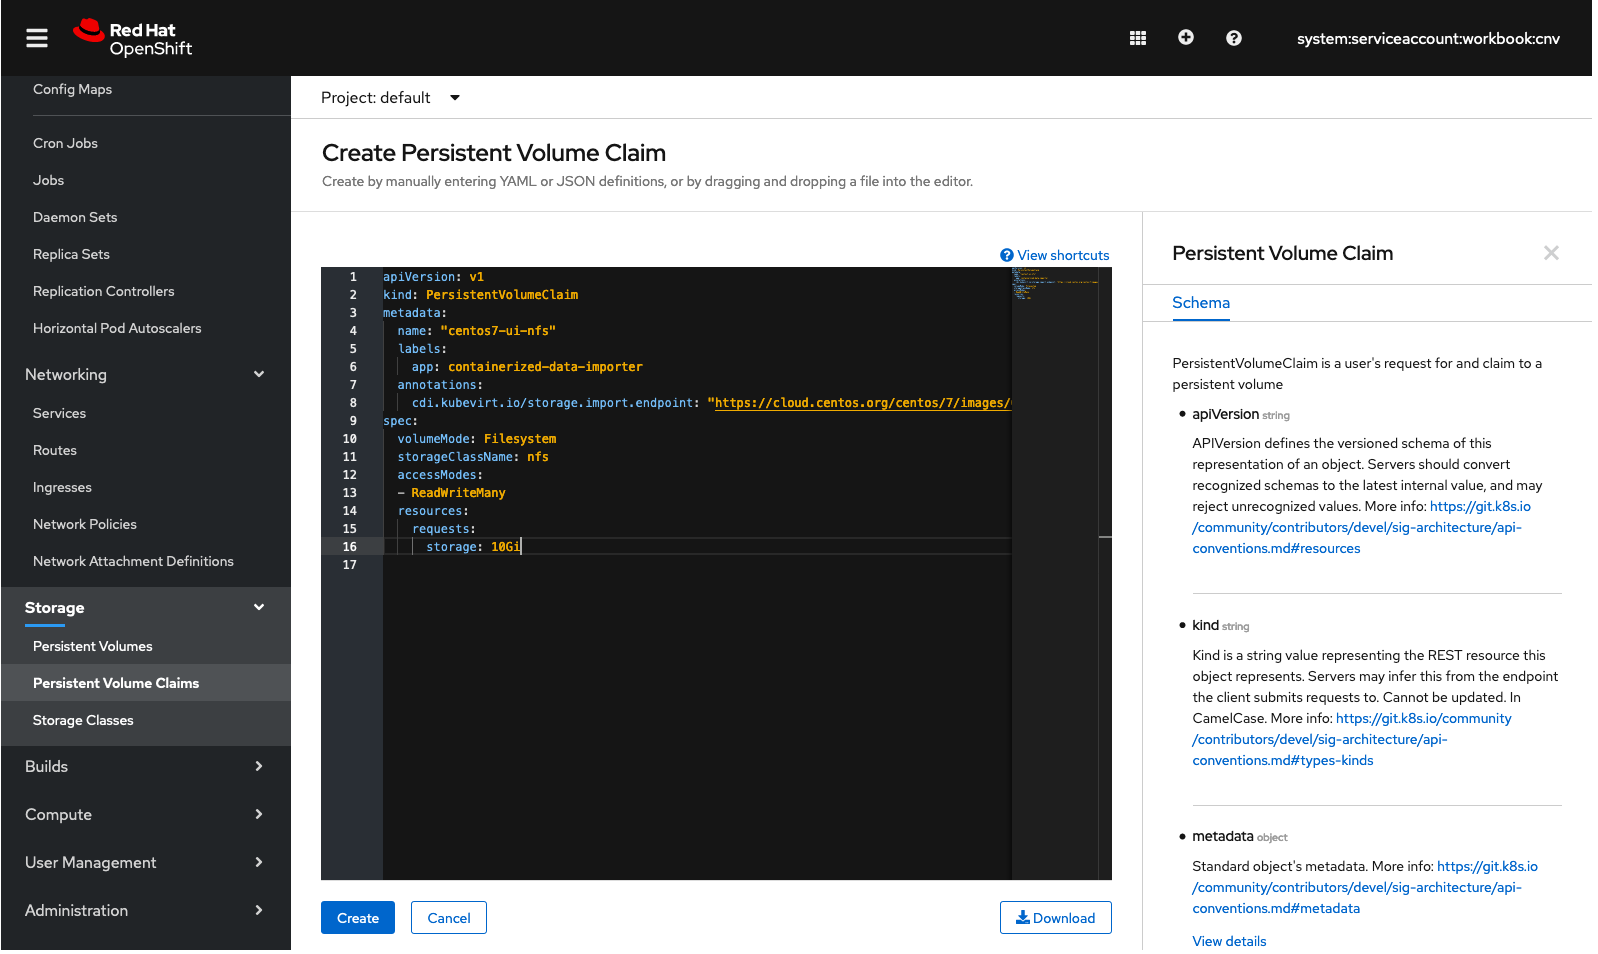 Red Hat
OpenShift
system:serviceaccount:workbook:cnv
Config Maps
Cron Jobs
Jobs
Daemon Sets
Replica Sets
Replication Controllers
Horizontal Pod Autoscalers
Networking
Services
Routes
Ingresses
Network Policies
Network Attachment Definitions
Storage
Persistent Volumes
Persistent Volume Claims
Storage Classes
Builds
Compute
User Management
Administration
Project: default
Create Persistent Volume Claim
Create by manually entering YAML or JSON definitions, or by dragging and dropping a file into the editor.
View shortcuts
1 apiVersion: v1
2 kind: PersistentVolumeClaim
3 metadata:
4 name: "centos7-ui-nfs"
5 labels:
6 app: containerized-data-importer
7 annotations:
8 cdi.kubevirt.io/storage.import.endpoint: "https://cloud.centos.org/centos/7/images/
9 spec:
10 volumeMode: Filesystem
11 storageClassName: nfs
12 accessModes:
13 - ReadWriteMany
14 resources:
15 requests:
16 storage: 10Gi
17
Create
Cancel
Download
Persistent Volume Claim
Schema
PersistentVolumeClaim is a user's request for and claim to a
persistent volume
• apiVersion string
APIVersion defines the versioned schema of this
representation of an object. Servers should convert
recognized schemas to the latest internal value, and may
reject unrecognized values. More info: https://git.k8s.io
/community/contributors/devel/sig-architecture/api-
conventions.md#resources
• kind string
Kind is a string value representing the REST resource this
object represents. Servers may infer this from the endpoint
the client submits requests to. Cannot be updated. In
CamelCase. More info: https://git.k8s.io/community
/contributors/devel/sig-architecture/api-
conventions.md#types-kinds
• metadata object
Standard object's metadata. More info: https://git.k8s.io
/community/contributors/devel/sig-architecture/api-
conventions.md#metadata
View details